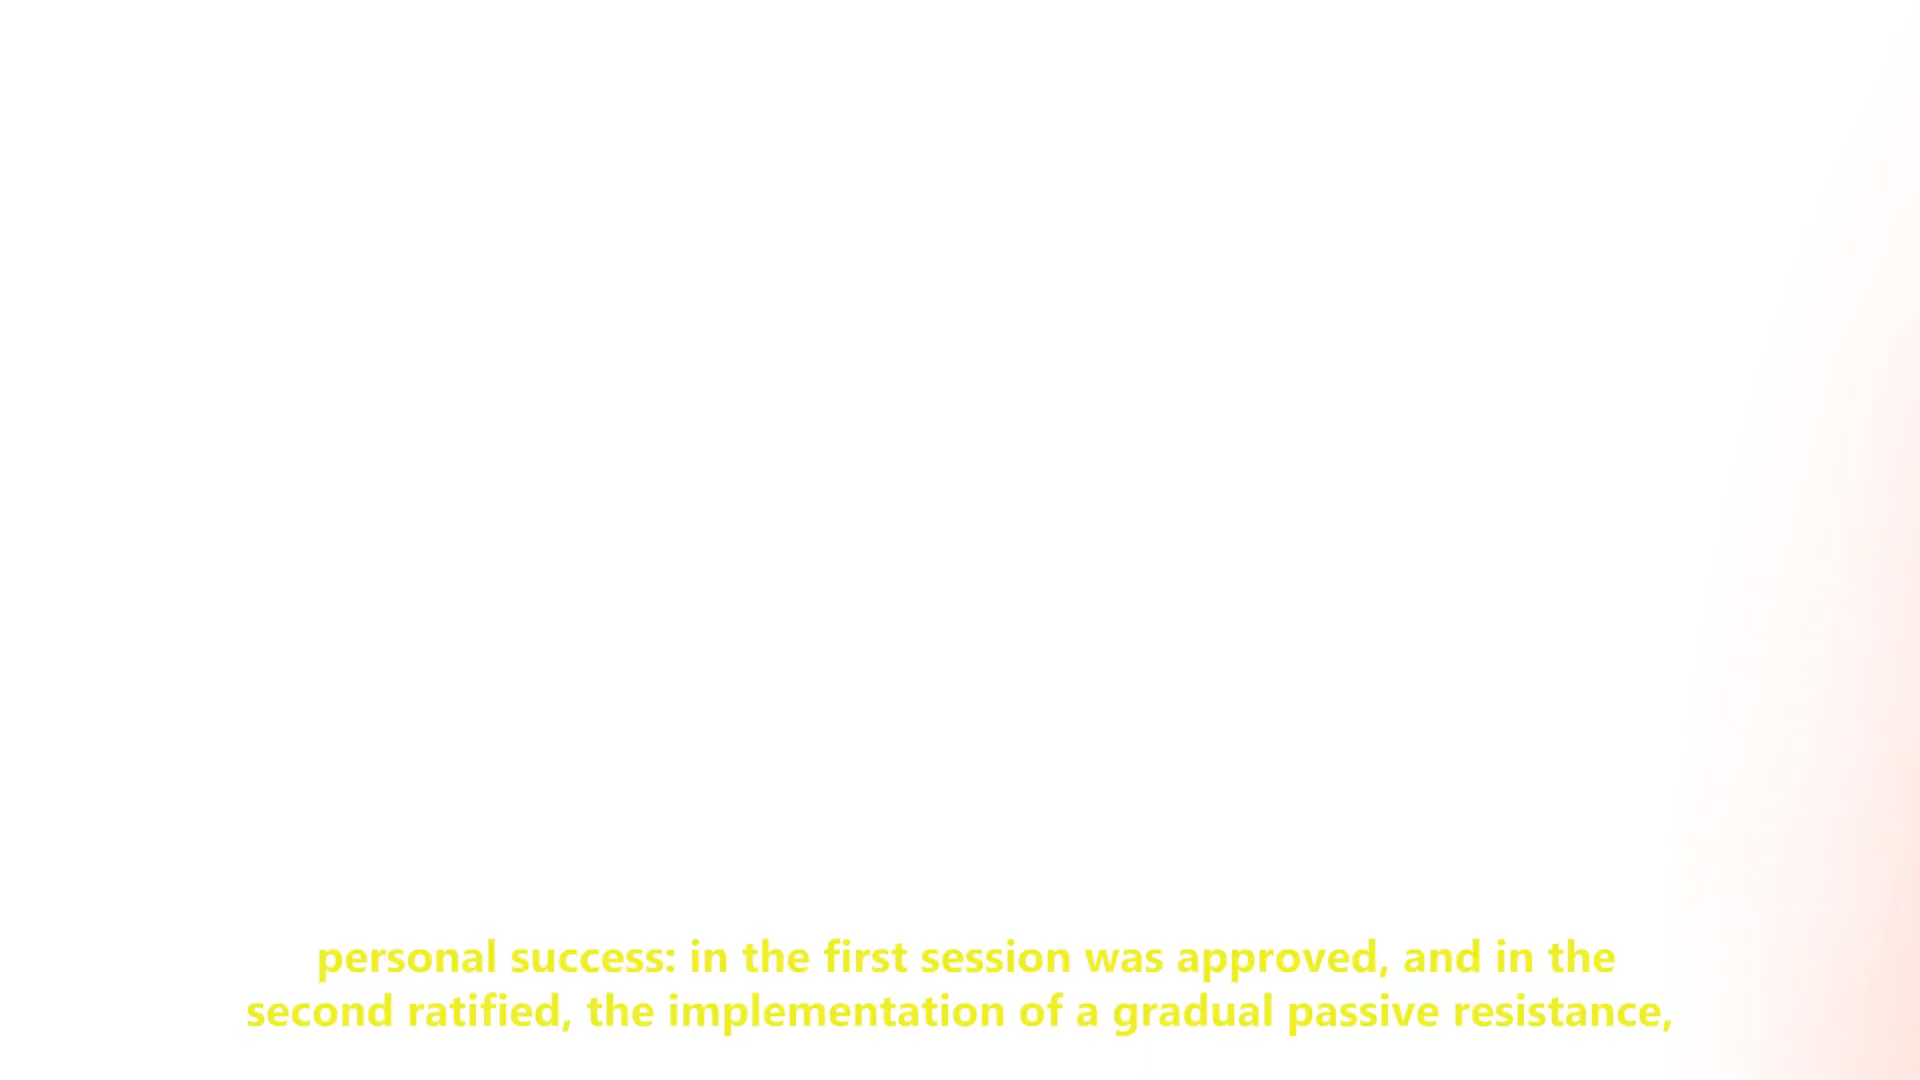 personal success: in the first session was approved, and in the
second ratified, the implementation of a gradual passive resistance,